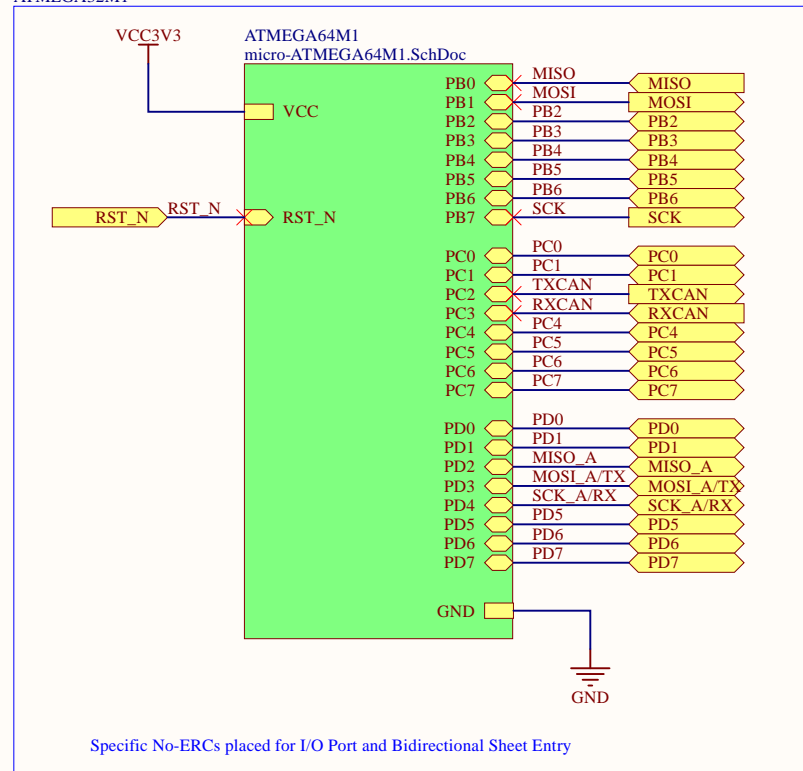 VCC3V3
ATMEGA64M1
micro-ATMEGA64M1.SchDoc
VCC
RST_N RST_N RST_N
PB0 MISO MISO
PB1 MOSI MOSI
PB2 PB2 PB2
PB3 PB3 PB3
PB4 PB4 PB4
PB5 PB5 PB5
PB6 PB6 PB6
PB7 SCK SCK
PC0 PC0 PC0
PC1 PC1 PC1
PC2 TXCAN TXCAN
PC3 RXCAN RXCAN
PC4 PC4 PC4
PC5 PC5 PC5
PC6 PC6 PC6
PC7 PC7 PC7
PD0 PD0 PD0
PD1 PD1 PD1
PD2 MISO_A MISO_A
PD3 MOSI_A/TX MOSI_A/TX
PD4 SCK_A/RX SCK_A/RX
PD5 PD5 PD5
PD6 PD6 PD6
PD7 PD7 PD7
GND
GND
Specific No-ERCs placed for I/O Port and Bidirectional Sheet Entry